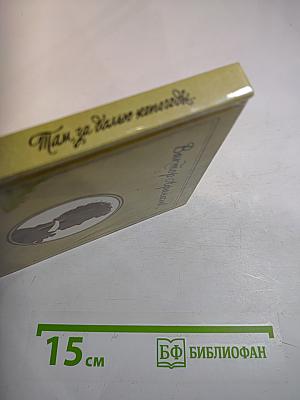 Там, за далью непогоды
15 см
БФ БИБЛИОФАН